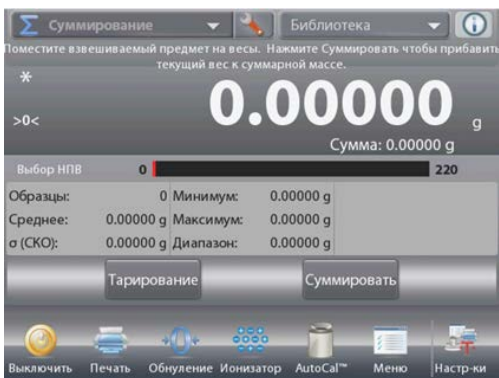 Σ Суммирование Библиотека
Поместите взвешиваемый предмет на весы. Нажмите Суммировать чтобы прибавить
текущий вес к суммарной массе.
*
>0<
0.00000 g
Сумма: 0.00000 g
Выбор НПВ 0 220
Образцы: 0 Минимум: 0.00000 g
Среднее: 0.00000 g Максимум: 0.00000 g
σ (СКО): 0.00000 g Диапазон: 0.00000 g
Тарирование Суммировать
Выключить Печать Обнуление Ионизатор AutoCal™ Меню Настр-ки